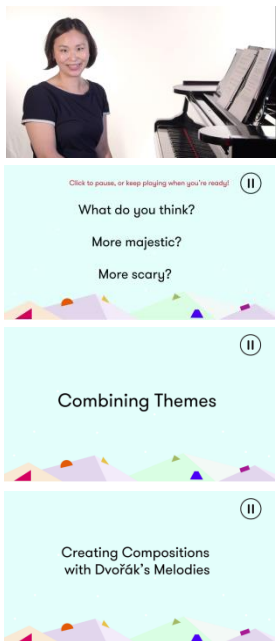 Click to pause, or keep playing when you're ready!
What do you think?
More majestic?
More scary?
Combining Themes
Creating Compositions
with Dvořák's Melodies